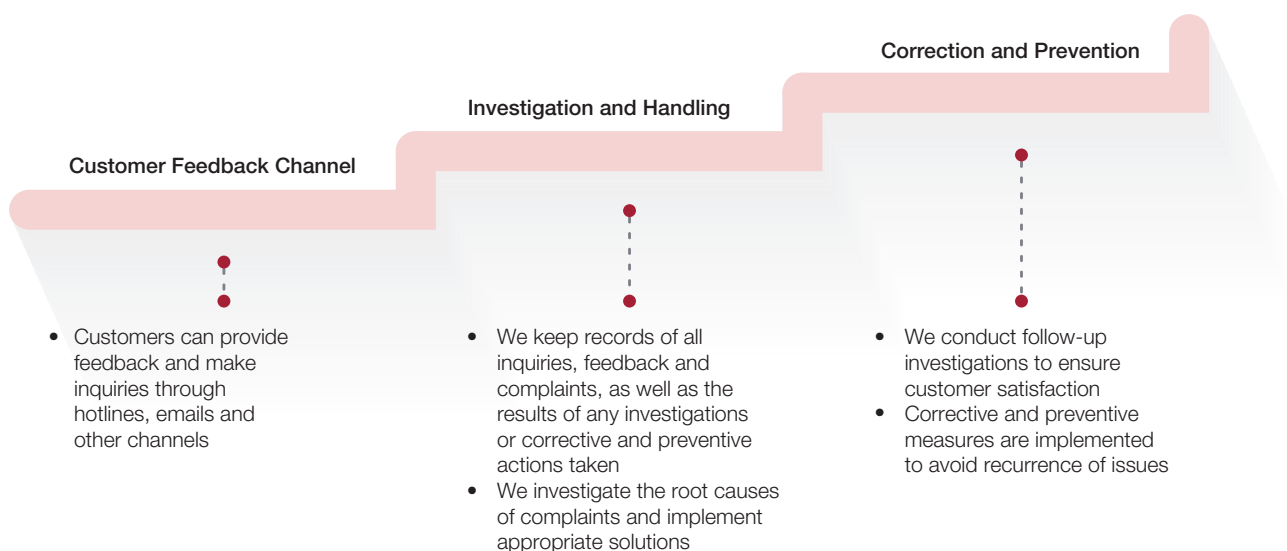 Customer Feedback Channel
• Customers can provide
feedback and make
inquiries through
hotlines, emails and
other channels
Investigation and Handling
• We keep records of all
inquiries, feedback and
complaints, as well as the
results of any investigations
or corrective and preventive
actions taken
• We investigate the root causes
of complaints and implement
appropriate solutions
Correction and Prevention
• We conduct follow-up
investigations to ensure
customer satisfaction
• Corrective and preventive
measures are implemented
to avoid recurrence of issues